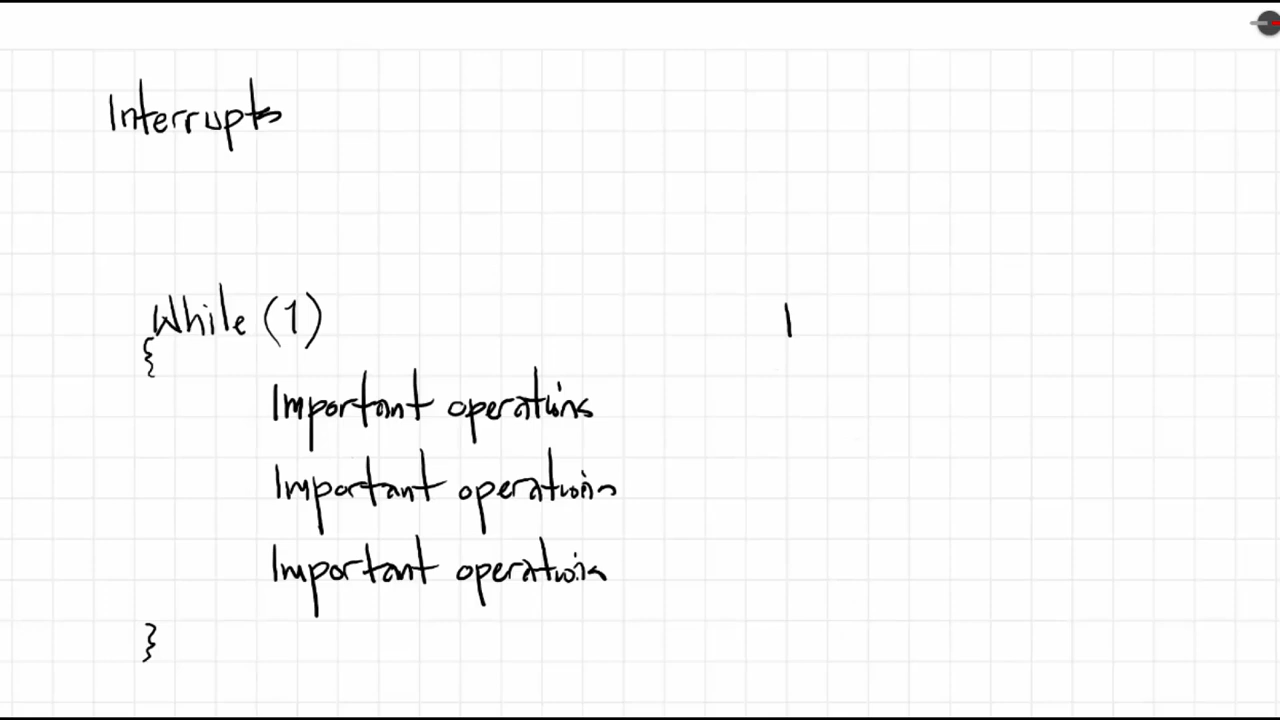 Interrupts
While (1)
{
Important operations
Important operations
Important operations
}